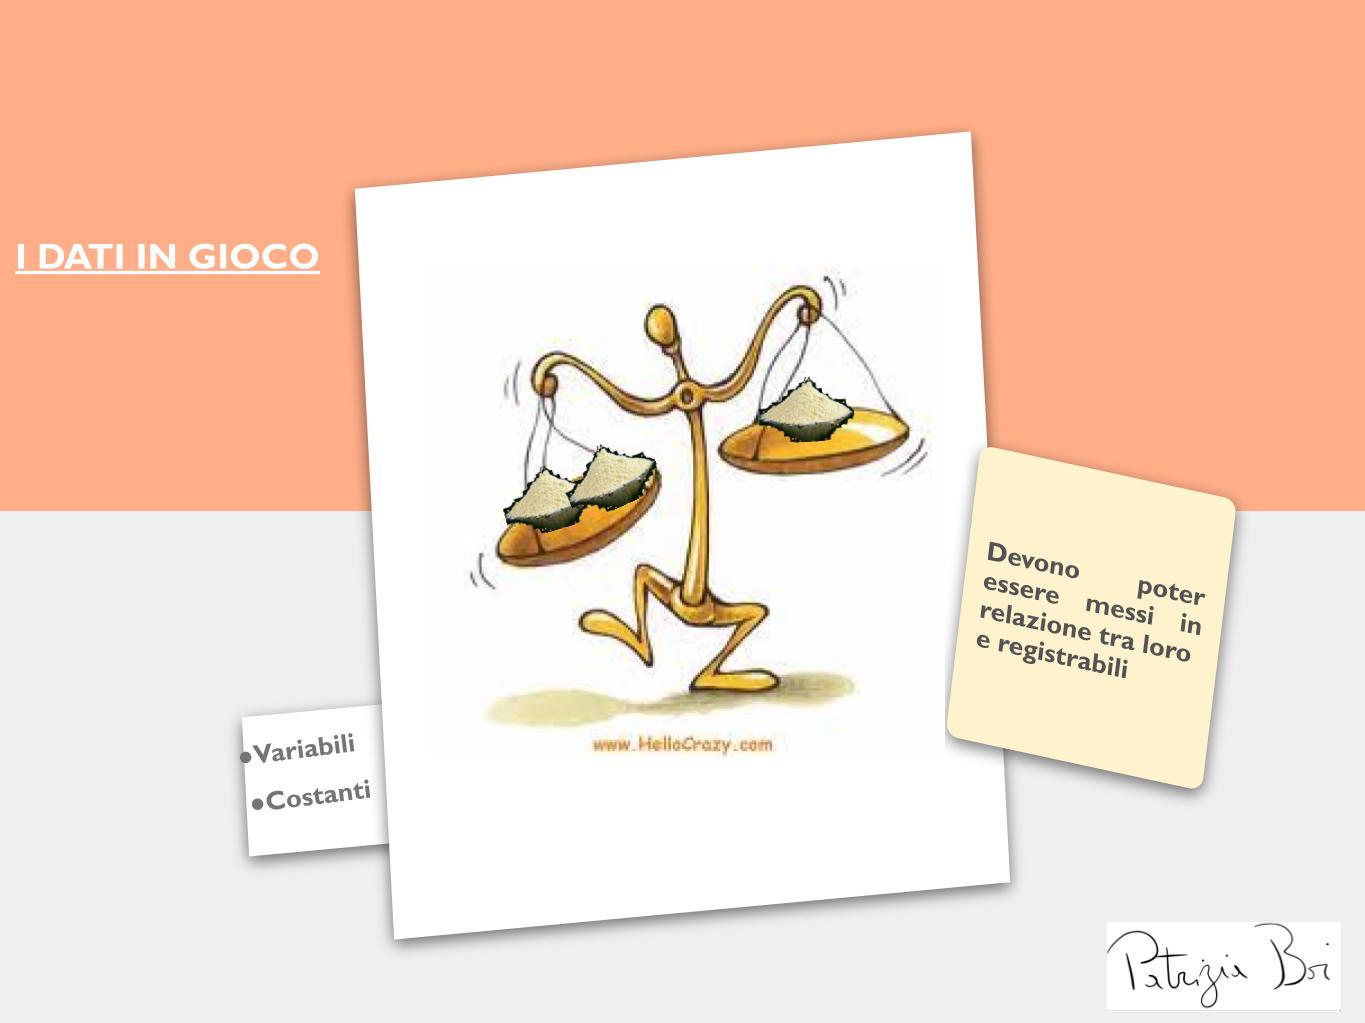 I DATI IN GIOCO
www.HelloCrazy.com
Devono poter
essere messi in
relazione tra loro
e registrabili
•Variabili
•Costanti
Patrizia Boi